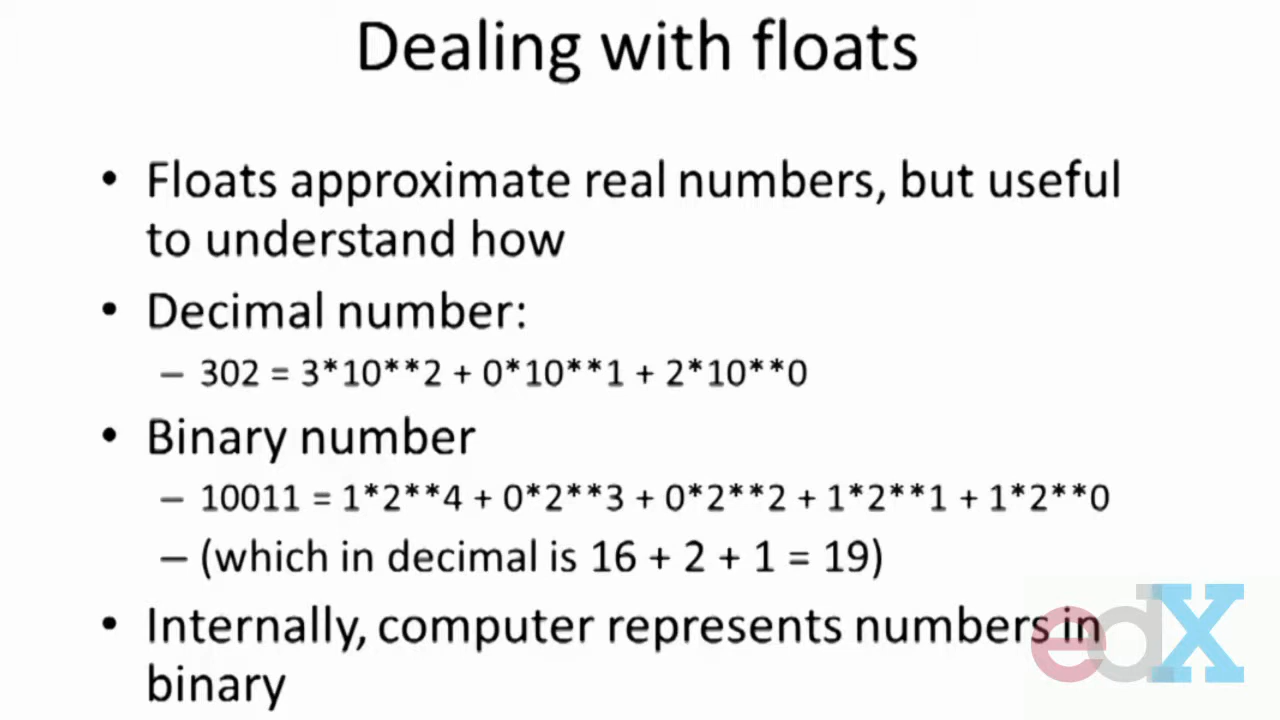 Dealing with floats
• Floats approximate real numbers, but useful
to understand how
• Decimal number:
– 302 = 3*10**2 + 0*10**1 + 2*10**0
• Binary number
– 10011 = 1*2**4 + 0*2**3 + 0*2**2 + 1*2**1 + 1*2**0
– (which in decimal is 16 + 2 + 1 = 19)
• Internally, computer represents numbers in
binary
edX